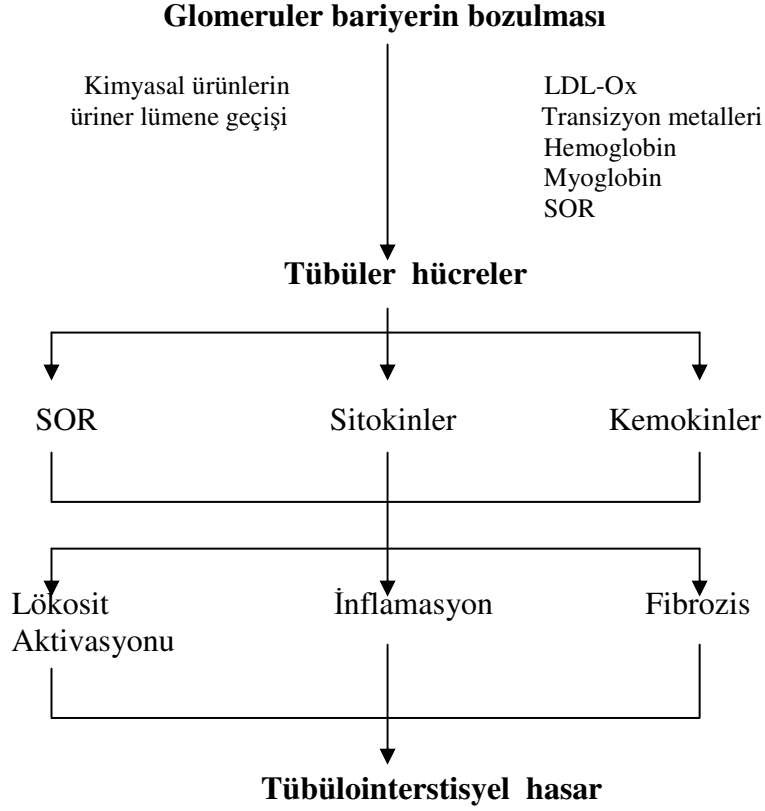 Glomeruler bariyerin bozulması
Kimyasal ürünlerin
üriner lümene geçişi
LDL-Ox
Transizyon metalleri
Hemoglobin
Myoglobin
SOR
Tübüler hücreler
SOR Sitokinler Kemokinler
Lökosit İnflamasyon Fibrozis
Aktivasyonu
Tübülointerstisyel hasar